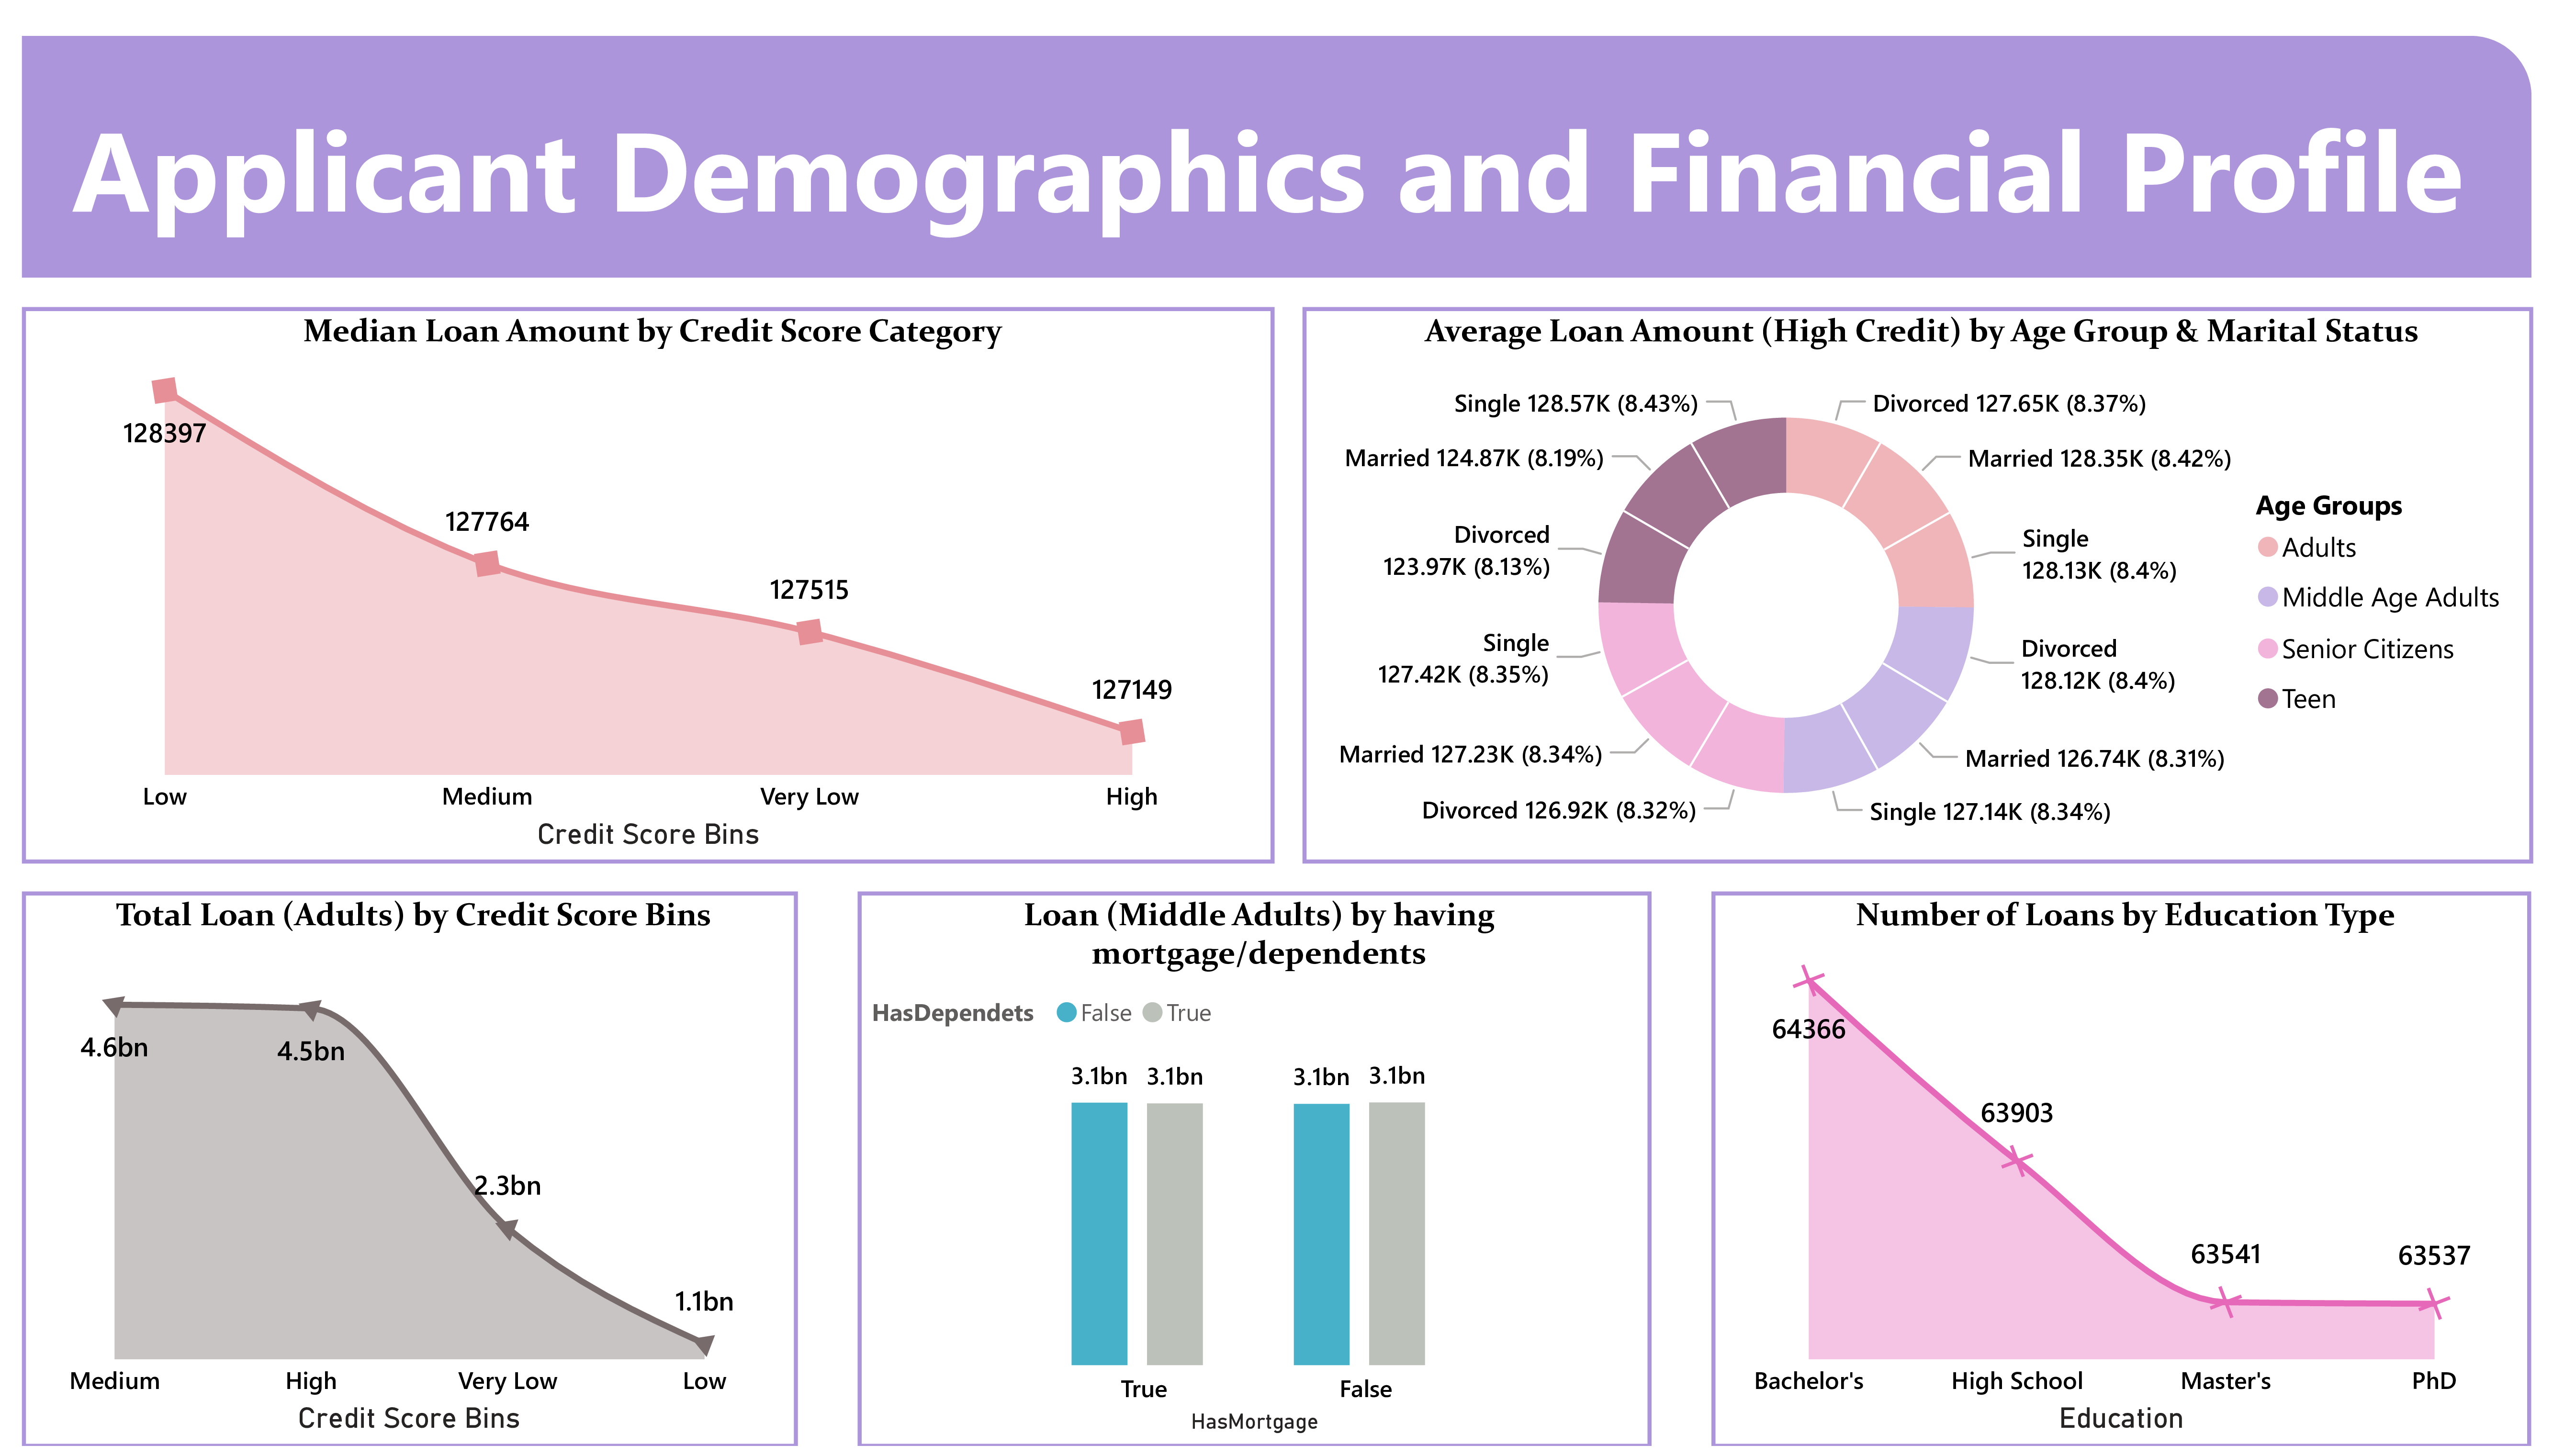 Applicant Demographics and Financial Profile
Median Loan Amount by Credit Score Category
128397
127764
127515
127149
Low
Medium
Very Low
High
Credit Score Bins
Average Loan Amount (High Credit) by Age Group & Marital Status
Single 128.57K (8.43%)
Divorced 127.65K (8.37%)
Married 124.87K (8.19%)
Married 128.35K (8.42%)
Divorced
123.97K (8.13%)
Single
128.13K (8.4%)
Single
127.42K (8.35%)
Divorced
128.12K (8.4%)
Married 127.23K (8.34%)
Married 126.74K (8.31%)
Divorced 126.92K (8.32%)
Single 127.14K (8.34%)
Age Groups
Adults
Middle Age Adults
Senior Citizens
Teen
Total Loan (Adults) by Credit Score Bins
4.6bn
4.5bn
2.3bn
1.1bn
Medium
High
Very Low
Low
Credit Score Bins
Loan (Middle Adults) by having
mortgage/dependents
HasDependets False True
3.1bn
3.1bn
3.1bn
3.1bn
True
False
HasMortgage
Number of Loans by Education Type
64366
63903
63541
63537
Bachelor's
High School
Master's
PhD
Education